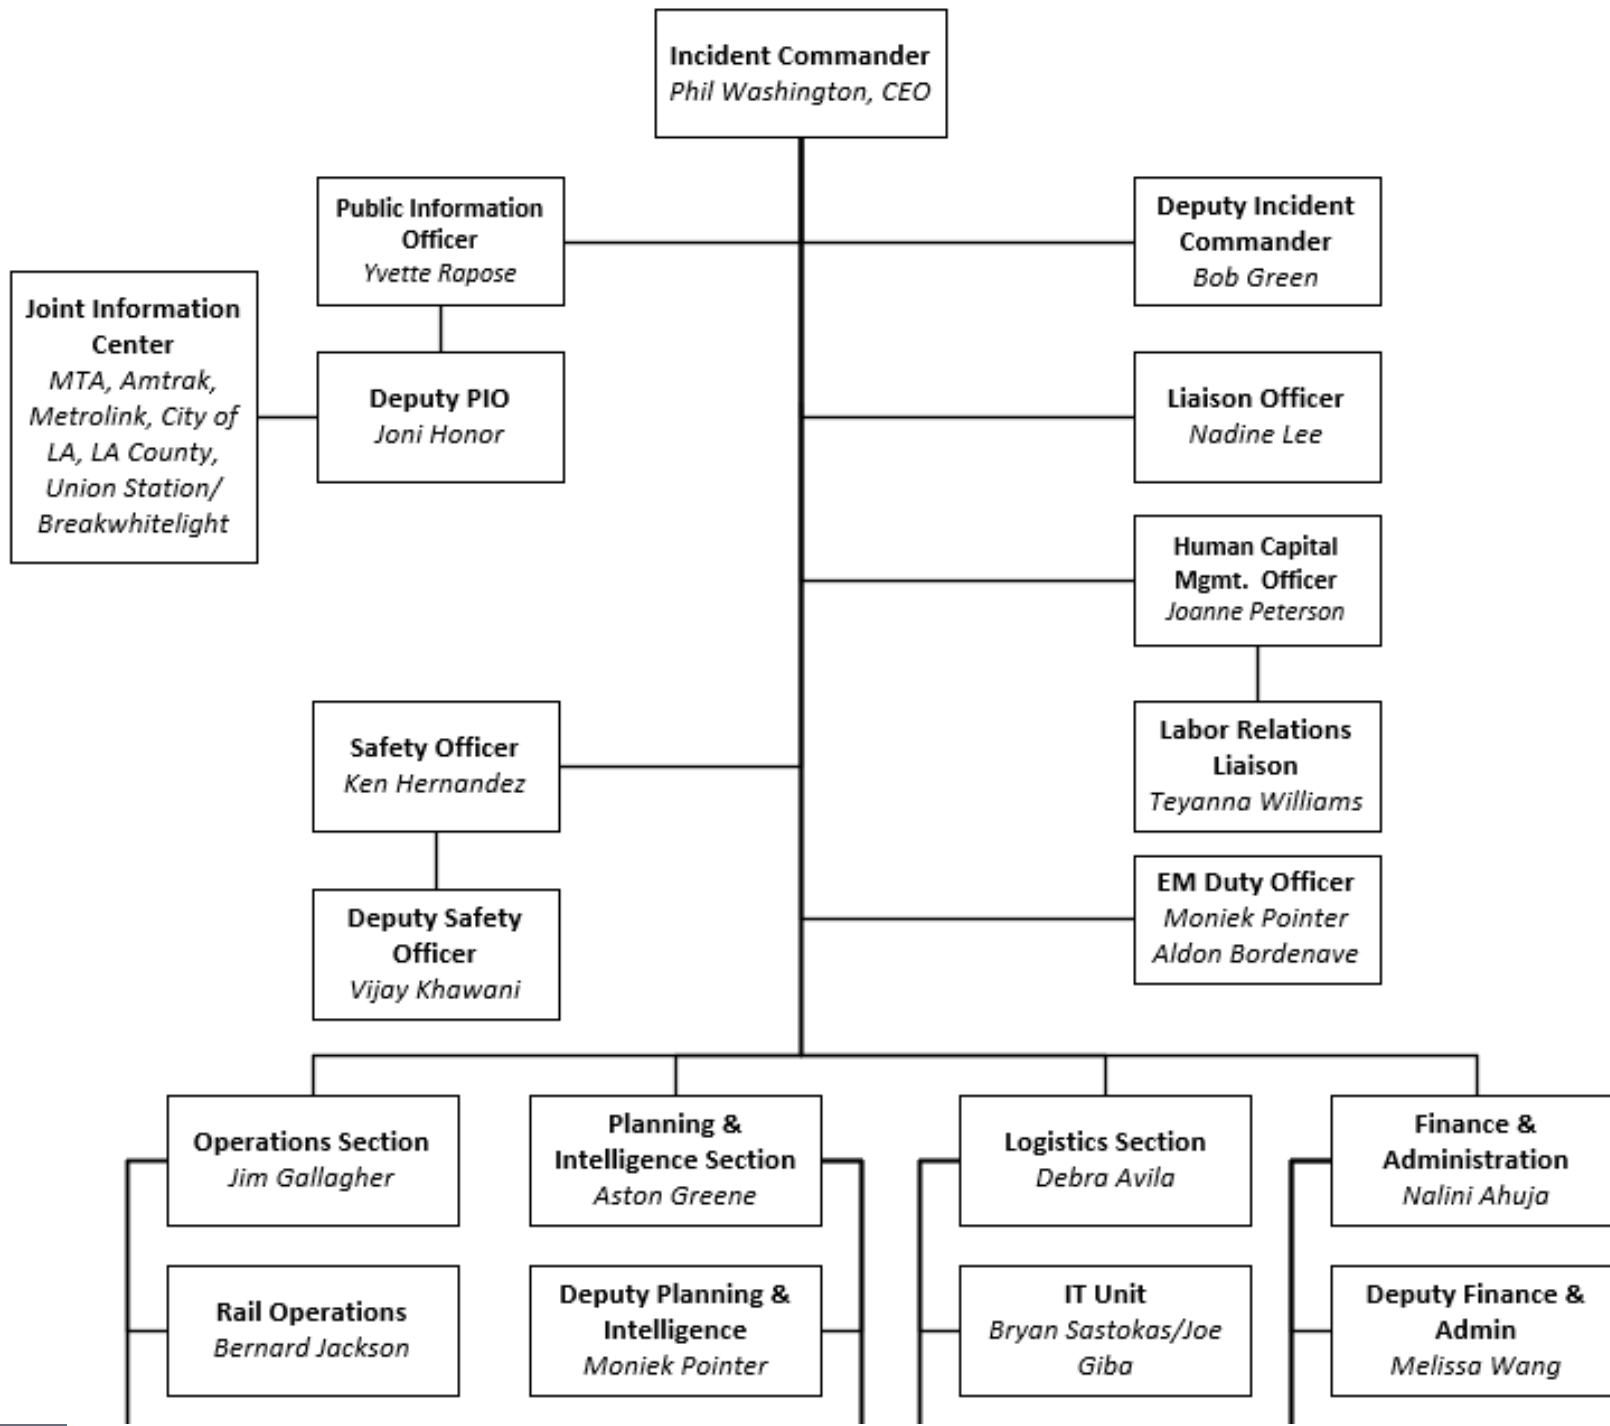 Incident Commander
Phil Washington, CEO
Public Information
Officer
Yvette Rapose
Deputy Incident
Commander
Bob Green
Joint Information
Center
MTA, Amtrak,
Metrolink, City of
LA, LA County,
Union Station/
Breakwhitelight
Deputy PIO
Joni Honor
Liaison Officer
Nadine Lee
Human Capital
Mgmt.  Officer
Joanne Peterson
Safety Officer
Ken Hernandez
Labor Relations
Liaison
Teyanna Williams
Deputy Safety
Officer
Vijay Khawani
EM Duty Officer
Moniek Pointer
Aldon Bordenave
Operations Section
Jim Gallagher
Planning &
Intelligence Section
Aston Greene
Logistics Section
Debra Avila
Finance &
Administration
Nalini Ahuja
Rail Operations
Bernard Jackson
Deputy Planning &
Intelligence
Moniek Pointer
IT Unit
Bryan Sastokas/Joe
Giba
Deputy Finance &
Admin
Melissa Wang